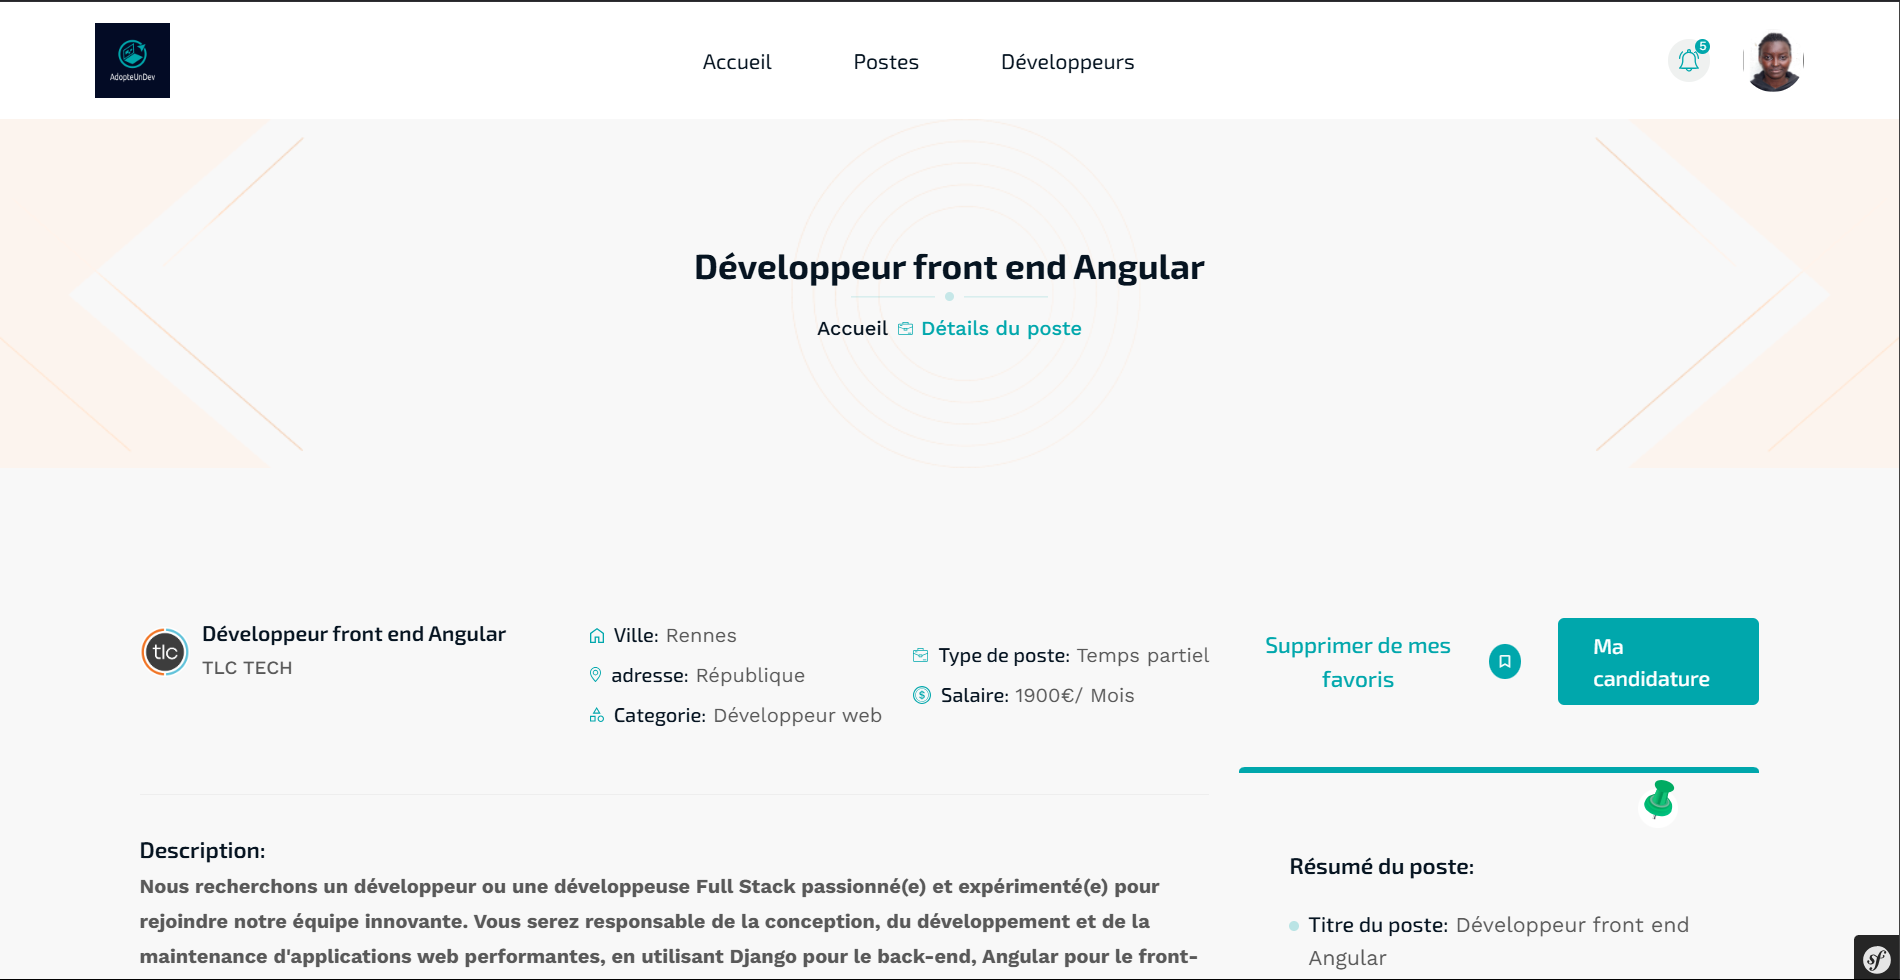 AdopteUnDev
Accueil
Postes
Développeurs
5
Développeur front end Angular
Accueil
Détails du poste
tlc
Développeur front end Angular
TLC TECH
Ville: Rennes
adresse: République
Categorie: Développeur web
Type de poste: Temps partiel
Salaire: 1900€/ Mois
Supprimer de mes
favoris
Ma
candidature
Description:
Nous recherchons un développeur ou une développeuse Full Stack passionné(e) et expérimenté(e) pour
rejoindre notre équipe innovante. Vous serez responsable de la conception, du développement et de la
maintenance d'applications web performantes, en utilisant Django pour le back-end, Angular pour le front-
Résumé du poste:
Titre du poste: Développeur front end
Angular
sf